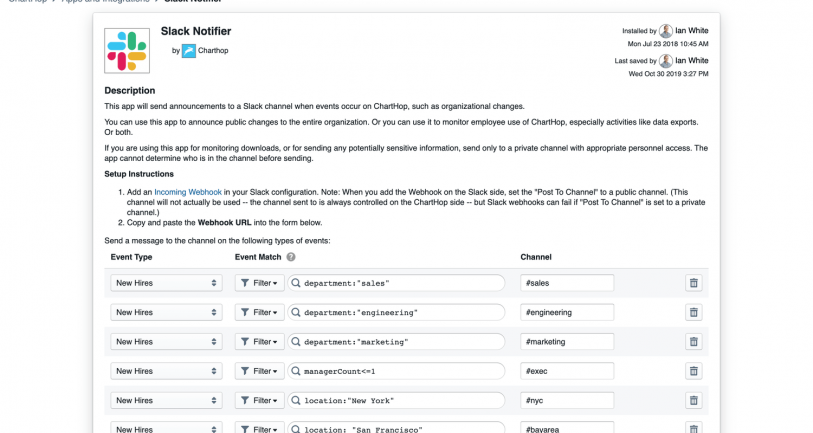 ChartHop > Apps and Integrations > Slack Notifier
Slack Notifier
by Charthop
Installed by Ian White
Mon Jul 23 2018 10:45 AM
Last saved by Ian White
Wed Oct 30 2019 3:27 PM
Description
This app will send announcements to a Slack channel when events occur on ChartHop, such as organizational changes.
You can use this app to announce public changes to the entire organization. Or you can use it to monitor employee use of ChartHop, especially activities like data exports.
Or both.
If you are using this app for monitoring downloads, or for sending any potentially sensitive information, send only to a private channel with appropriate personnel access. The
app cannot determine who is in the channel before sending.
Setup Instructions
1. Add an Incoming Webhook in your Slack configuration. Note: When you add the Webhook on the Slack side, set the "Post To Channel" to a public channel. (This
channel will not actually be used -- the channel sent to is always controlled on the ChartHop side -- but Slack webhooks can fail if "Post To Channel" is set to a private
channel.)
2. Copy and paste the Webhook URL into the form below.
Send a message to the channel on the following types of events:
Event Type Event Match ? Channel
New Hires Filter department:"sales" #sales
New Hires Filter department:"engineering" #engineering
New Hires Filter department:"marketing" #marketing
New Hires Filter managerCount<=1 #exec
New Hires Filter location:"New York" #nyc
New Hires Filter location: "San Francisco" #bayarea